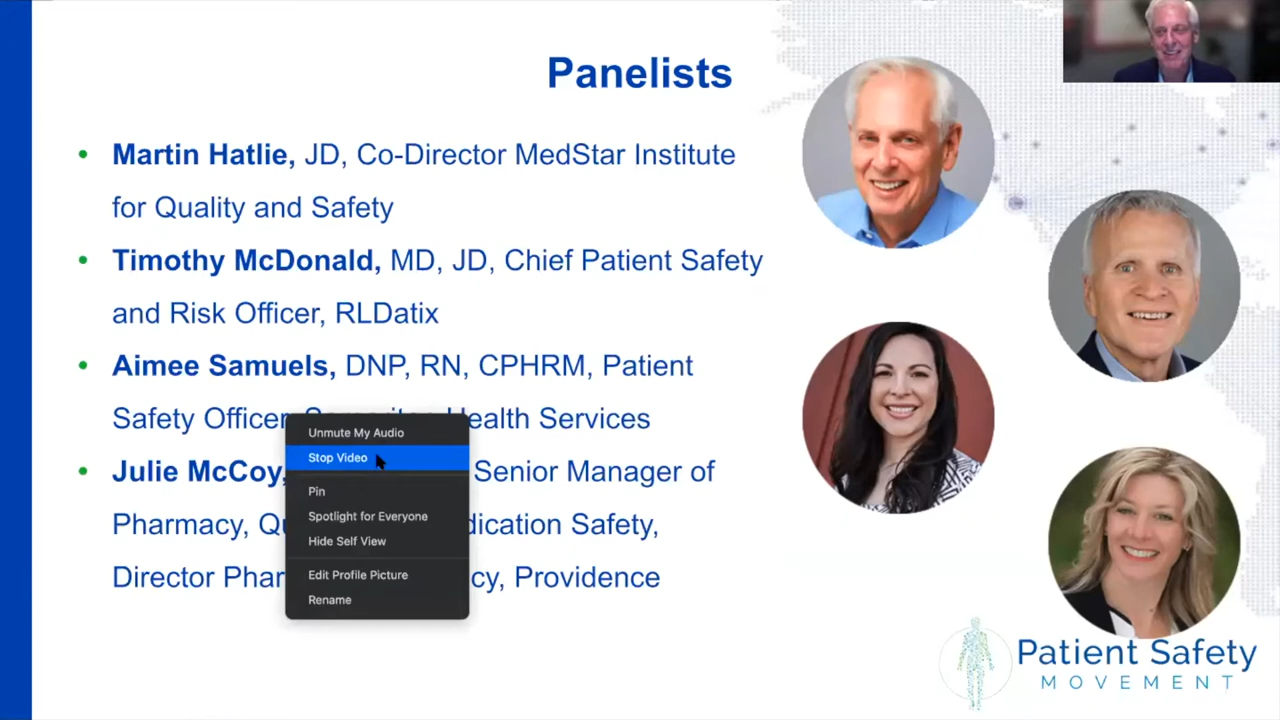 Panelists
• Martin Hatlie, JD, Co-Director MedStar Institute
for Quality and Safety
• Timothy McDonald, MD, JD, Chief Patient Safety
and Risk Officer, RLDatix
• Aimee Samuels, DNP, RN, CPHRM, Patient
Safety Officer, Health Services
• Julie McCoy, Senior Manager of
Pharmacy, Safety,
Director Providence
Unmute My Audio
Stop Video
Pin
Spotlight for Everyone
Hide Self View
Edit Profile Picture
Rename
Patient Safety
MOVEMENT